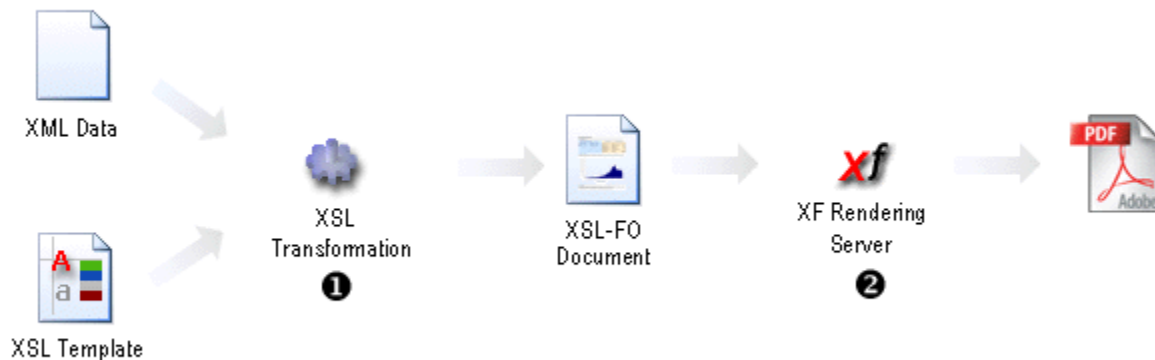 XML Data
XSL
Transformation
❶
XSL Template
A
a
XSL-FO
Document
Xf
XF Rendering
Server
❷
PDF
Adobe